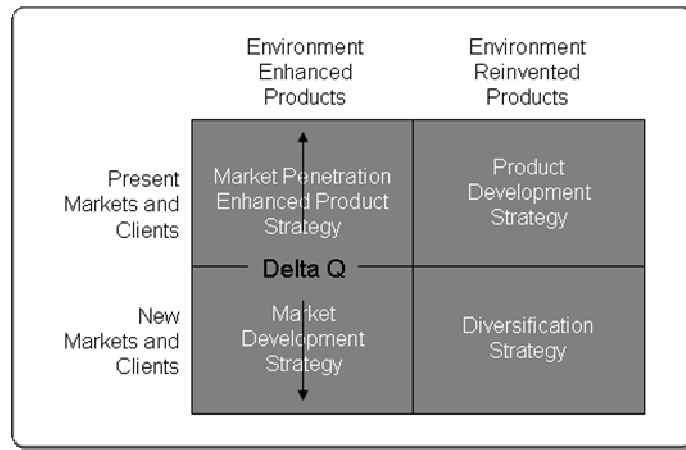 Environment
Enhanced
Products
Environment
Reinvented
Products
Present
Markets and
Clients
Market Penetration
Enhanced Product
Strategy
Product
Development
Strategy
Delta Q
New
Markets and
Clients
Market
Development
Strategy
Diversification
Strategy